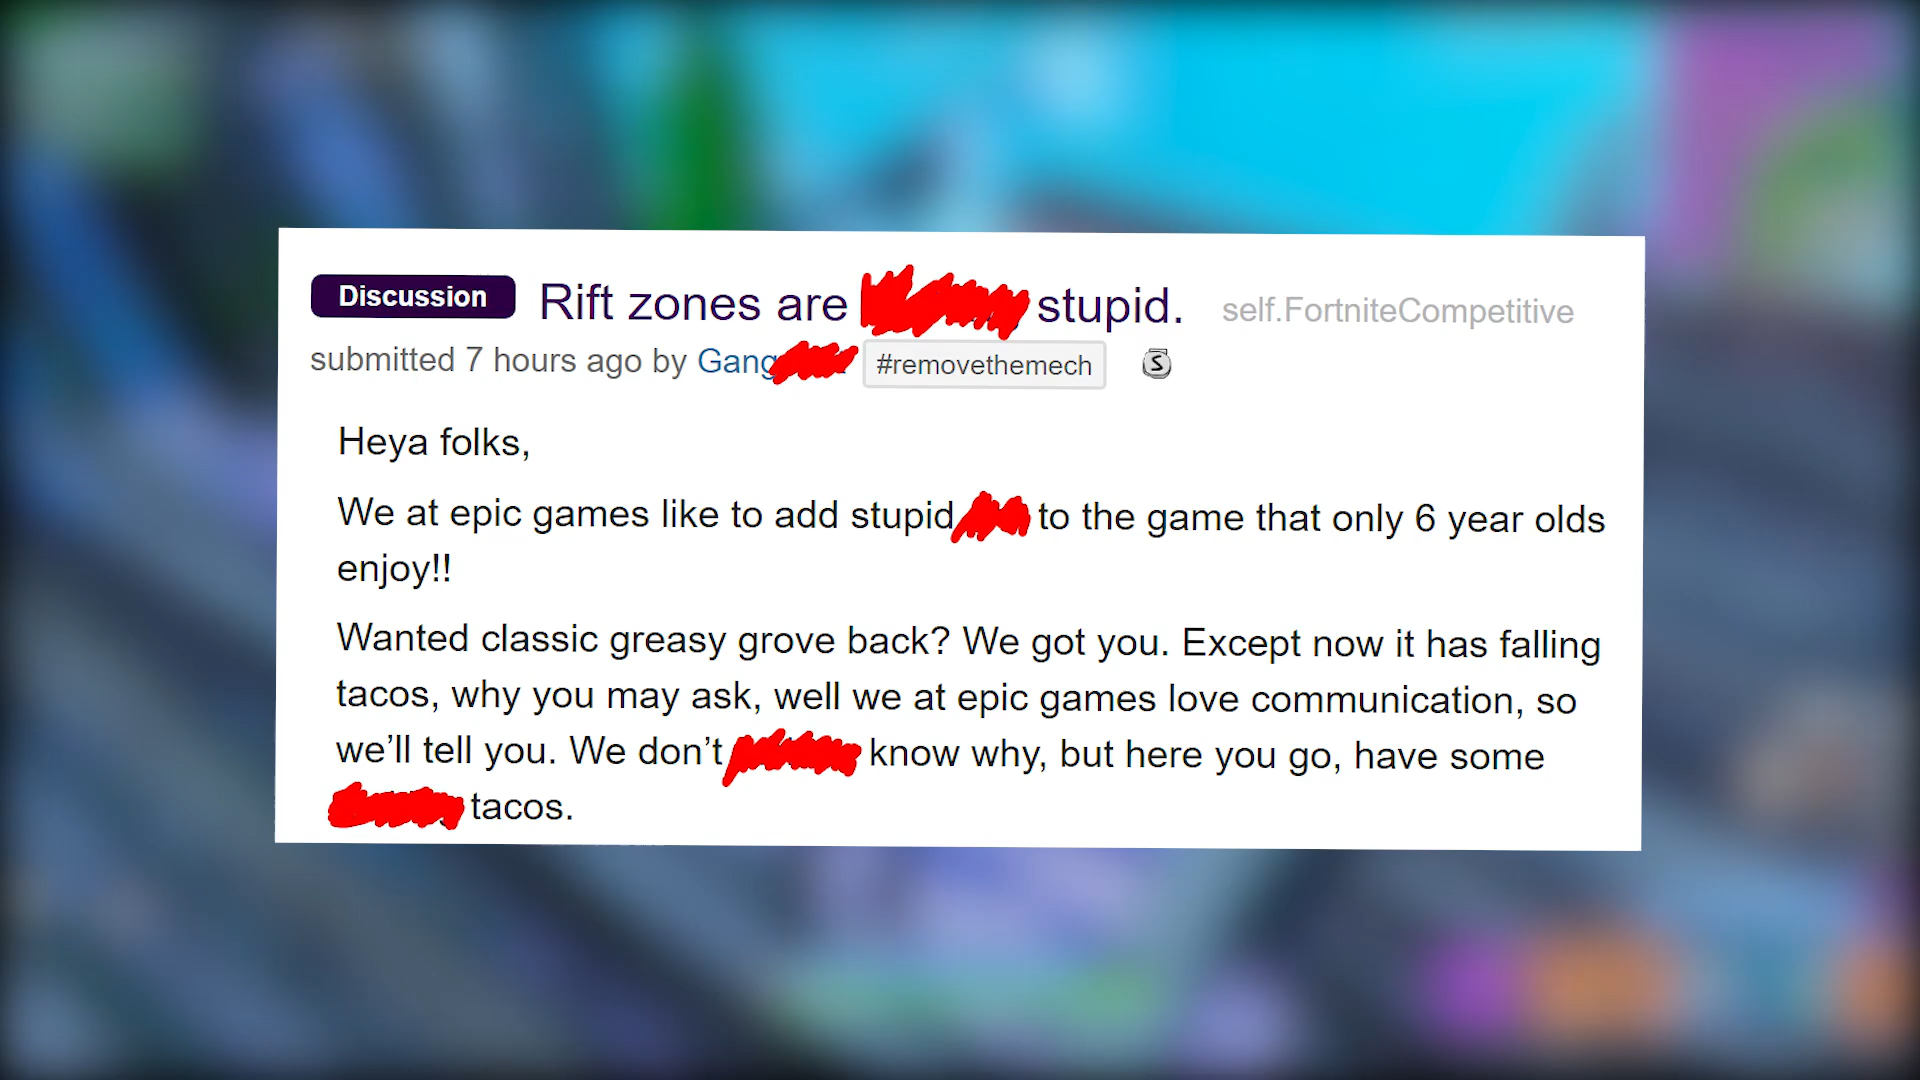 Discussion Rift zones are stupid. self.FortniteCompetitive
submitted 7 hours ago by Gang #removethemech S
Heya folks,
We at epic games like to add stupid to the game that only 6 year olds
enjoy!!
Wanted classic greasy grove back? We got you. Except now it has falling
tacos, why you may ask, well we at epic games love communication, so
we’ll tell you. We don’t know why, but here you go, have some
tacos.